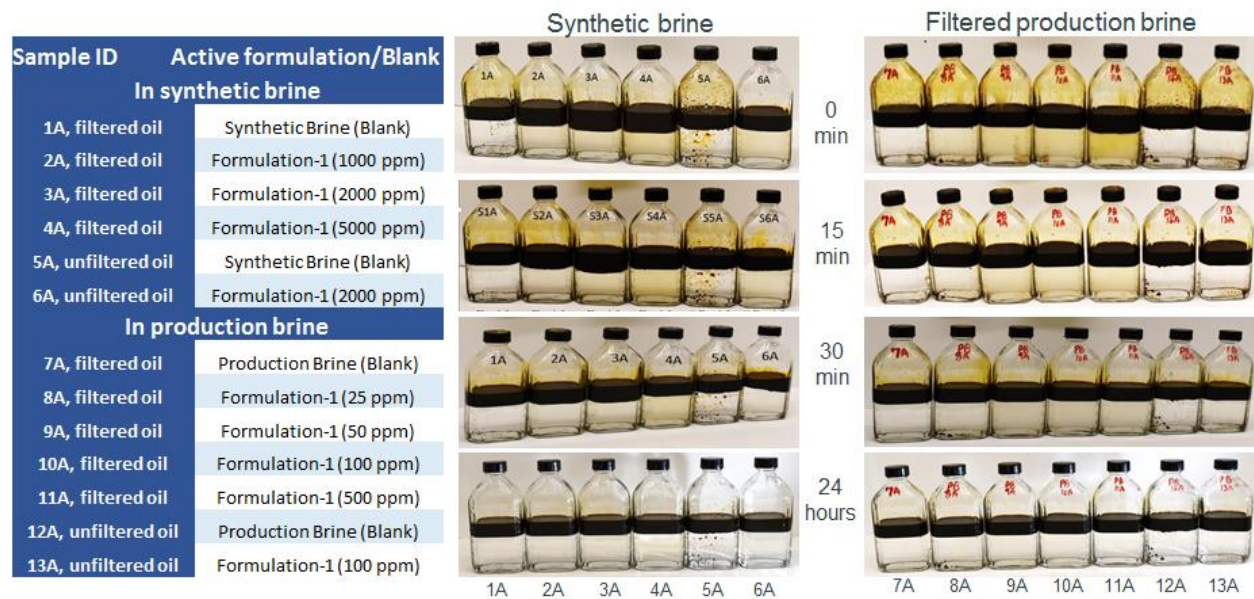 Sample ID Active formulation/Blank
In synthetic brine
1A, filtered oil Synthetic Brine (Blank)
2A, filtered oil Formulation-1 (1000 ppm)
3A, filtered oil Formulation-1 (2000 ppm)
4A, filtered oil Formulation-1 (5000 ppm)
5A, unfiltered oil Synthetic Brine (Blank)
6A, unfiltered oil Formulation-1 (2000 ppm)
In production brine
7A, filtered oil Production Brine (Blank)
8A, filtered oil Formulation-1 (25 ppm)
9A, filtered oil Formulation-1 (50 ppm)
10A, filtered oil Formulation-1 (100 ppm)
11A, filtered oil Formulation-1 (500 ppm)
12A, unfiltered oil Production Brine (Blank)
13A, unfiltered oil Formulation-1 (100 ppm)
Synthetic brine
Filtered production brine
1A 2A 3A 4A 5A 6A
0
min
7A
S1A S2A S3A S4A S5A S6A
15
min
7A
1A 2A 3A 4A 5A 6A
30
min
7A
24
hours
7A
1A 2A 3A 4A 5A 6A
7A 8A 9A 10A 11A 12A 13A